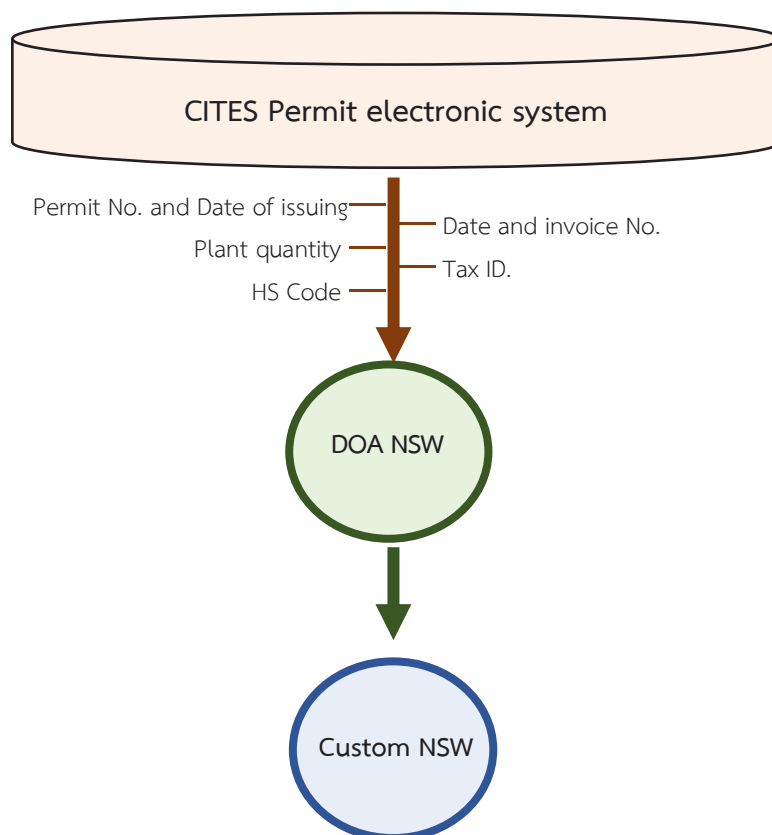 CITES Permit electronic system
Permit No. and Date of issuing
Date and invoice No.
Plant quantity
Tax ID.
HS Code
DOA NSW
Custom NSW